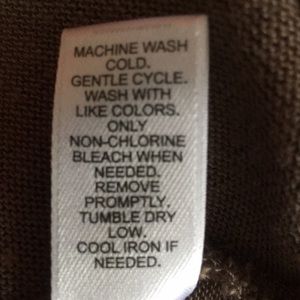 MACHINE WASH
COLD.
GENTLE CYCLE.
WASH WITH
LIKE COLORS.
ONLY
NON-CHLORINE
BLEACH WHEN
NEEDED.
REMOVE
PROMPTLY.
TUMBLE DRY
LOW.
COOL IRON IF
NEEDED.